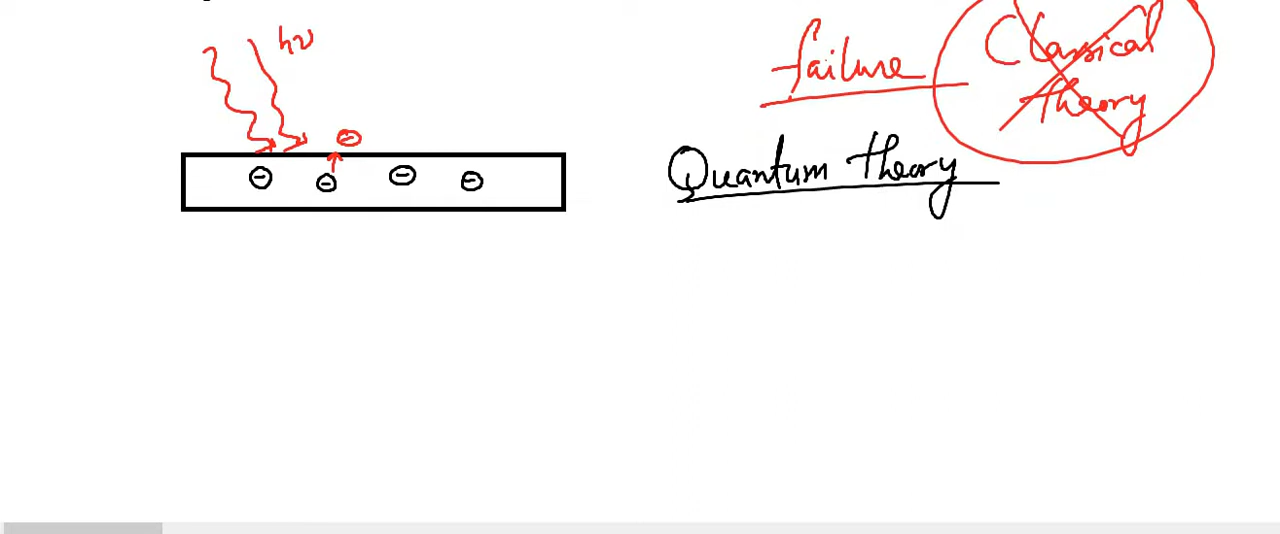 hν
failure
Classical
Theory
Quantum Theory